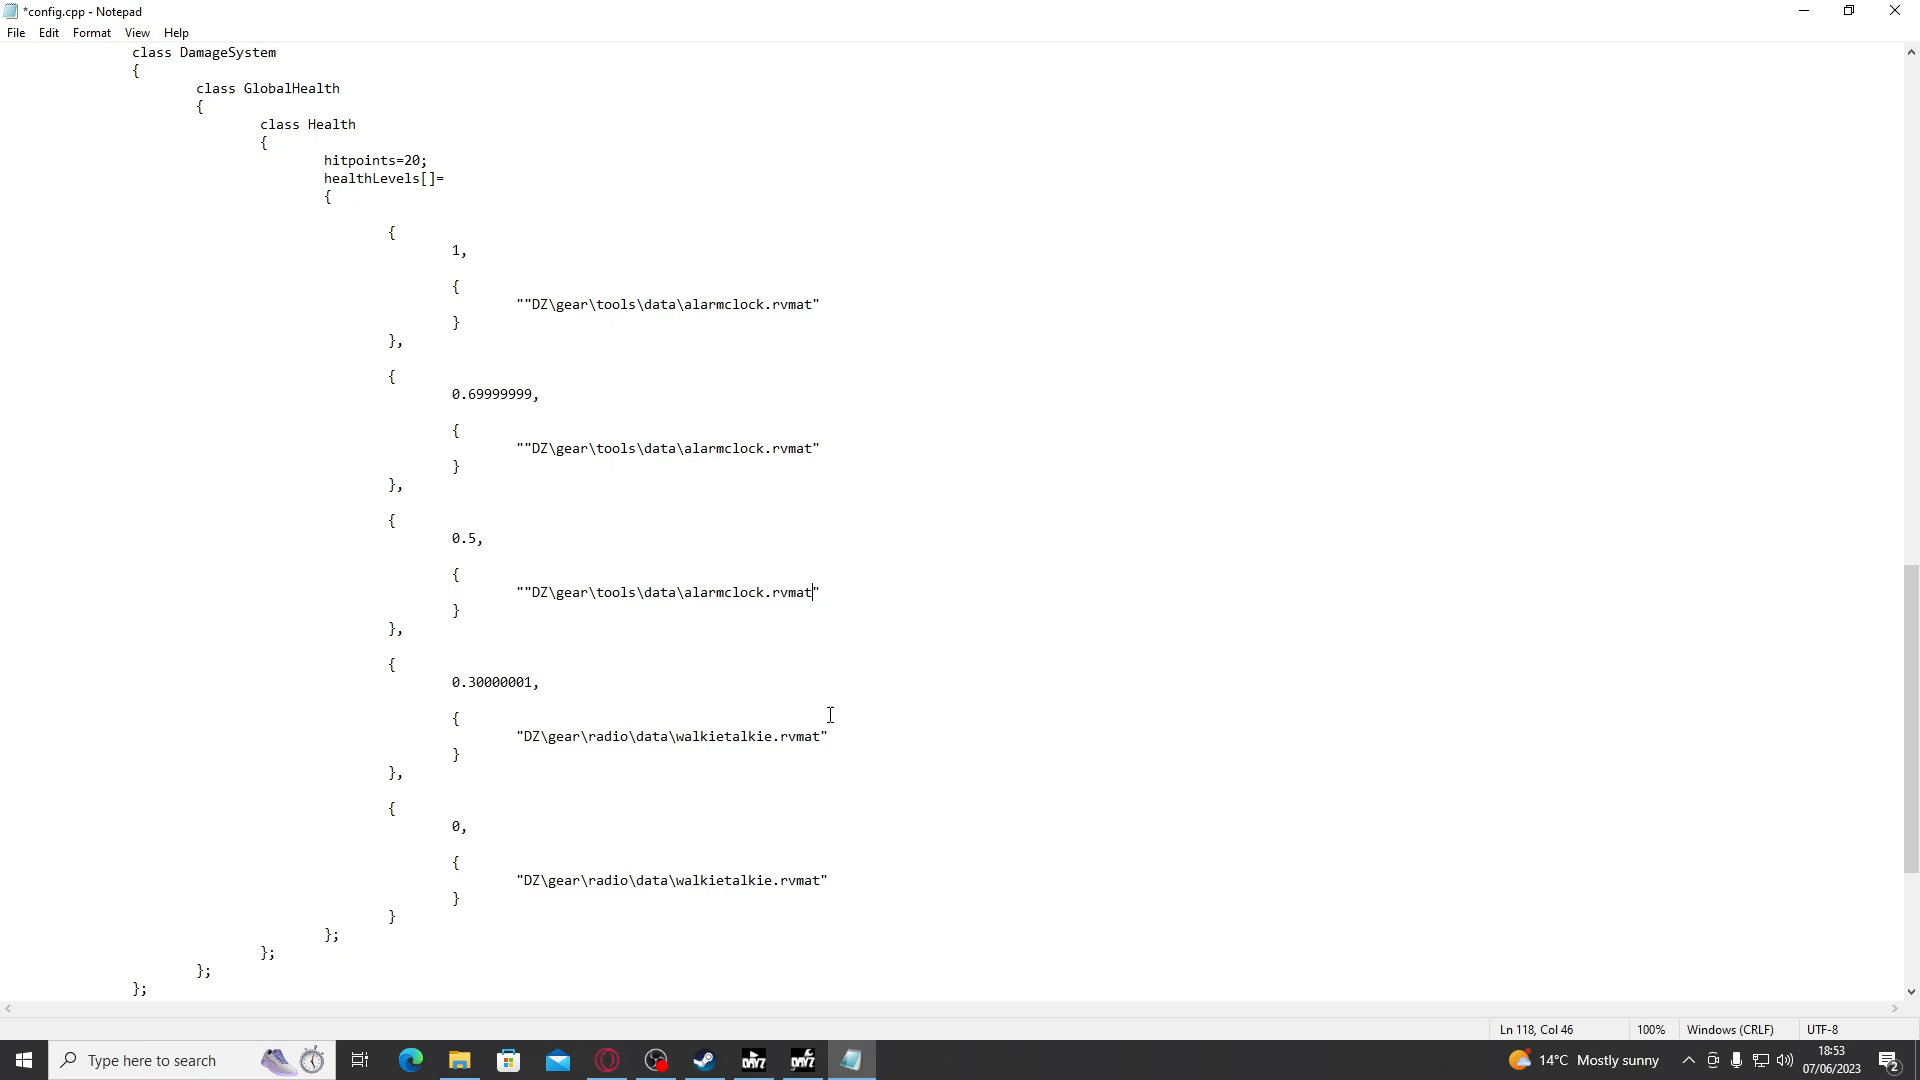 *config.cpp - Notepad
File Edit Format View Help
class DamageSystem
{
class GlobalHealth
{
class Health
{
hitpoints=20;
healthLevels[]=
{
{
1,
{
""DZ\gear\tools\data\alarmclock.rvmat"
}
},
{
0.69999999,
{
""DZ\gear\tools\data\alarmclock.rvmat"
}
},
{
0.5,
{
""DZ\gear\tools\data\alarmclock.rvmat"
}
},
{
0.30000001,
{
"DZ\gear\radio\data\walkietalkie.rvmat"
}
},
{
0,
{
"DZ\gear\radio\data\walkietalkie.rvmat"
}
}
};
};
};
};
Ln 118, Col 46 100% Windows (CRLF) UTF-8
Type here to search
DAYZ
DAYZ
14°C Mostly sunny
18:53
07/06/2023
2